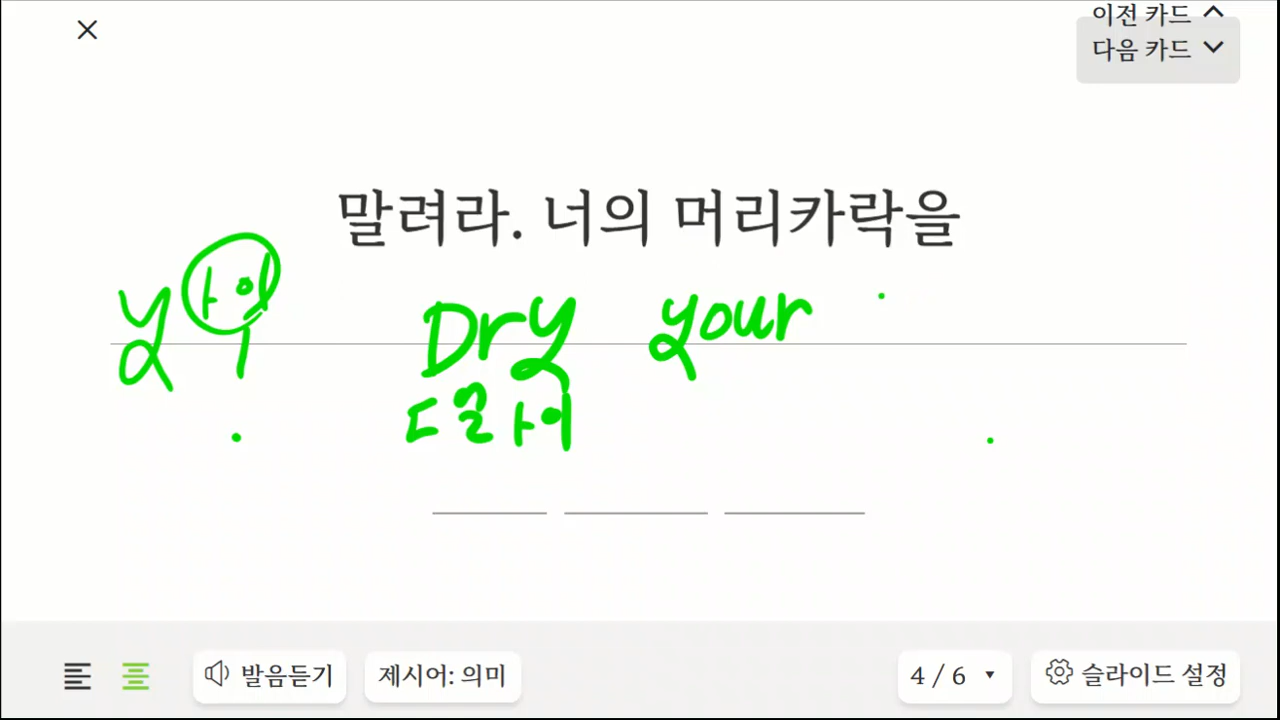 이전 카드
다음 카드
말려라. 너의 머리카락을
y 아이
Dry your
드라이
발음듣기 제시어: 의미 4 / 6 슬라이드 설정